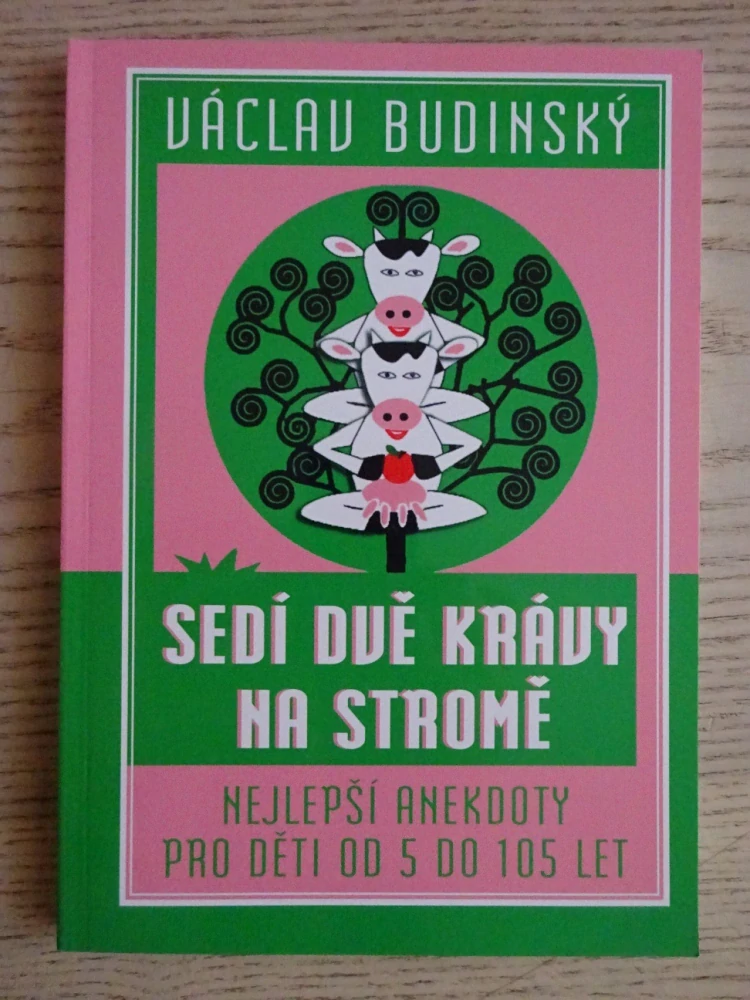 VÁCLAV BUDINSKÝ
SEDÍ DVĚ KRÁVY
NA STROMĚ
NEJLEPŠÍ ANEKDOTY
PRO DĚTI OD 5 DO 105 LET